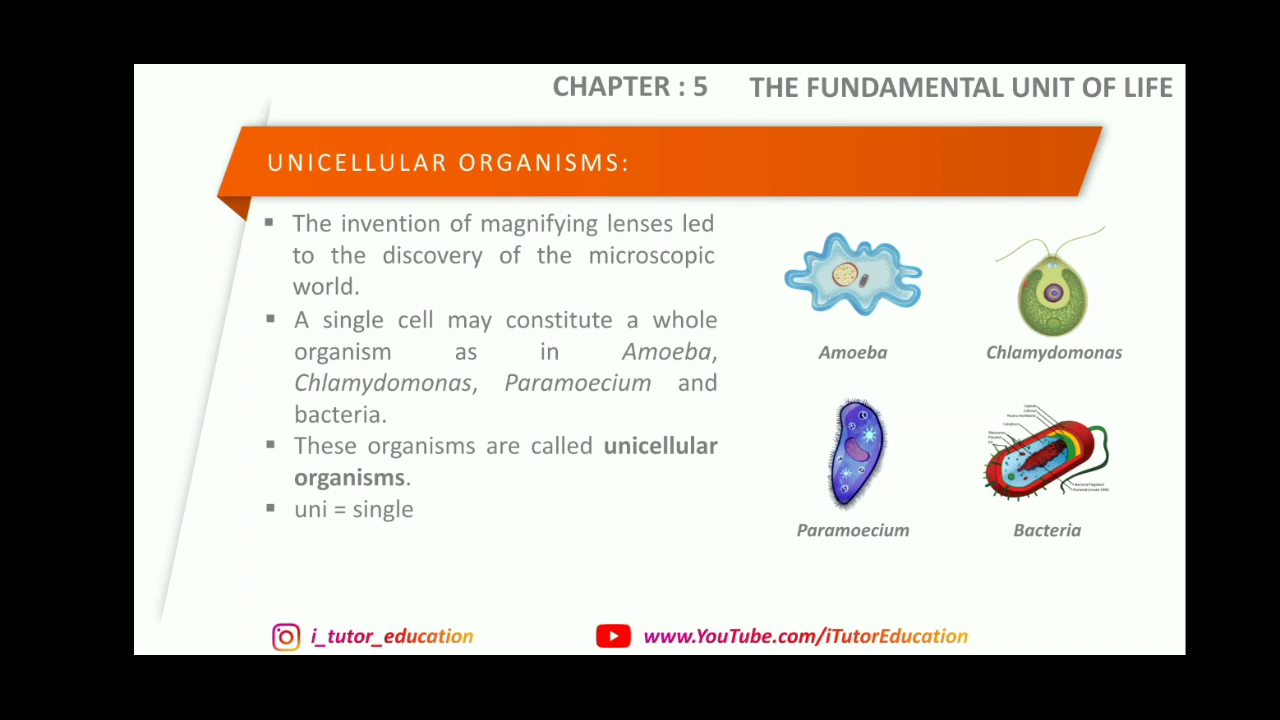 CHAPTER : 5 THE FUNDAMENTAL UNIT OF LIFE
UNICELLULAR ORGANISMS:
▪ The invention of magnifying lenses led
to the discovery of the microscopic
world.
▪ A single cell may constitute a whole
organism as in Amoeba,
Chlamydomonas, Paramoecium and
bacteria.
▪ These organisms are called unicellular
organisms.
▪ uni = single
Amoeba
Chlamydomonas
Paramoecium
Bacteria
i_tutor_education
www.YouTube.com/iTutorEducation